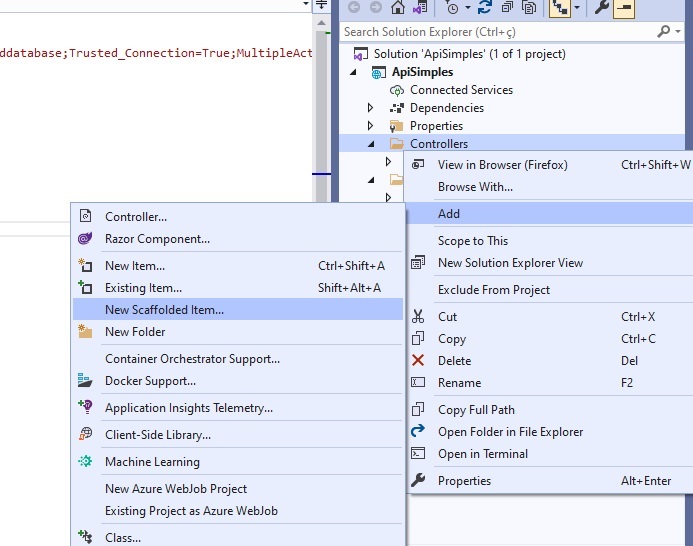 ddatabase;Trusted_Connection=True;MultipleAct
Search Solution Explorer (Ctrl+ç)
Solution 'ApiSimples' (1 of 1 project)
ApiSimples
Connected Services
Dependencies
Properties
Controllers
View in Browser (Firefox) Ctrl+Shift+W
Browse With...
Add
Scope to This
New Solution Explorer View
Exclude From Project
Cut Ctrl+X
Copy Ctrl+C
Delete Del
Rename F2
Copy Full Path
Open Folder in File Explorer
Open in Terminal
Properties Alt+Enter
Controller...
Razor Component...
New Item... Ctrl+Shift+A
Existing Item... Shift+Alt+A
New Scaffolded Item...
New Folder
Container Orchestrator Support...
Docker Support...
Application Insights Telemetry...
Client-Side Library...
Machine Learning
New Azure WebJob Project
Existing Project as Azure WebJob
Class...